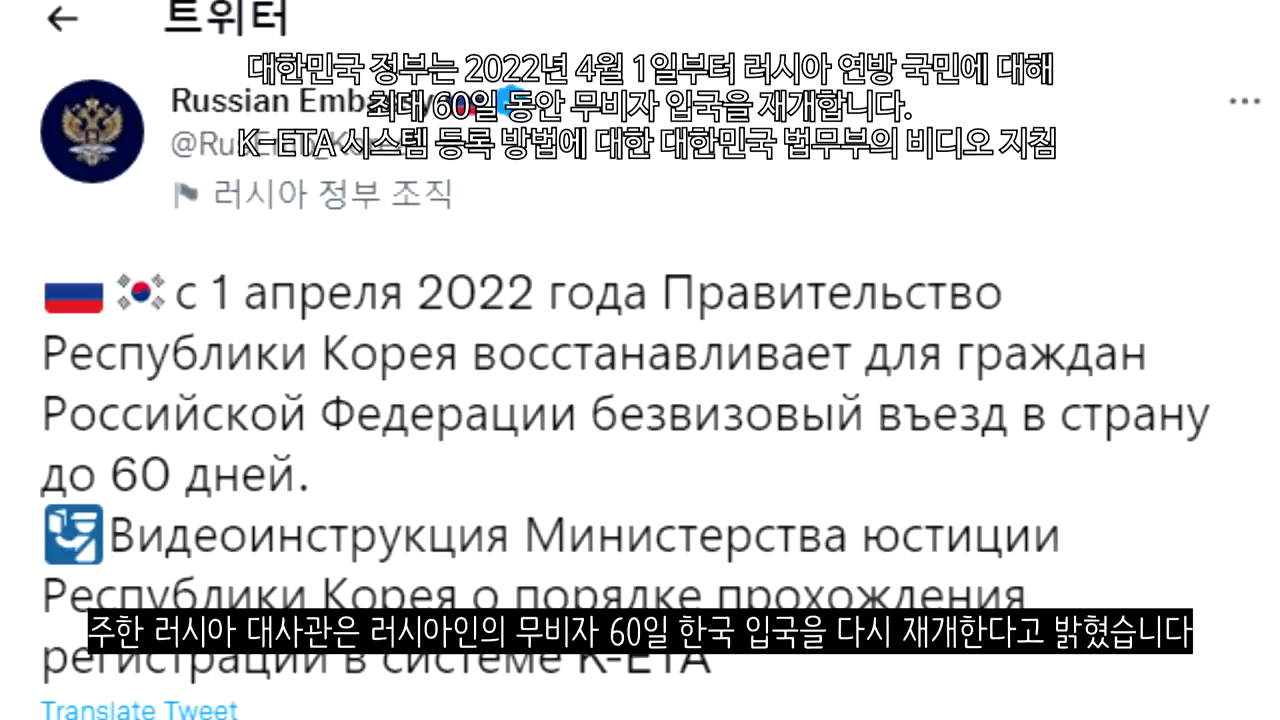 트위터
대한민국 정부는 2022년 4월 1일부터 러시아 연방 국민에 대해
최대 60일 동안 무비자 입국을 재개합니다.
K-ETA 시스템 등록 방법에 대한 대한민국 법무부의 비디오 지침
Russian Embassy
러시아 정부 조직
с 1 апреля 2022 года Правительство
Республики Корея восстанавливает для граждан
Российской Федерации безвизовый въезд в страну
до 60 дней.
Видеоинструкция Министерства юстиции
Республики Корея о порядке прохождения
주한 러시아 대사관은 러시아인의 무비자 60일 한국 입국을 다시 재개한다고 밝혔습니다
регистрации в системе K-ETA
Translate Tweet